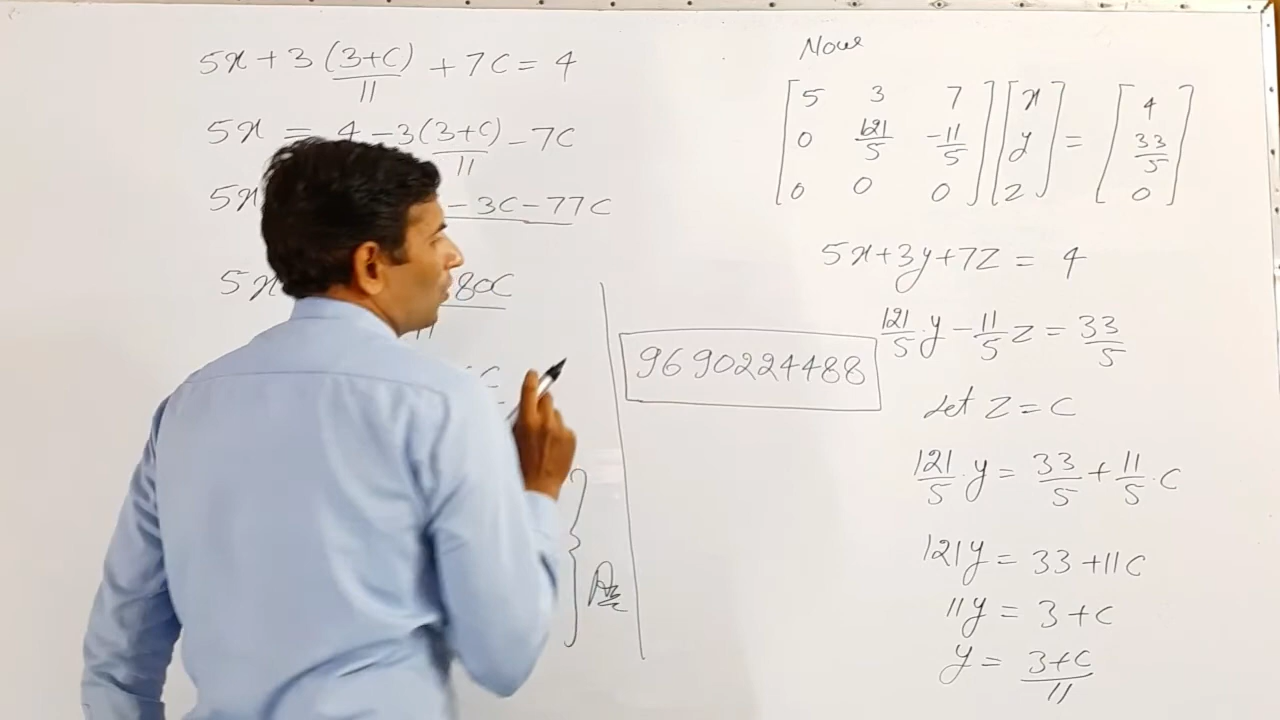 5x + 3 (3+C)/11 + 7C = 4
5x = 4 - 3(3+C)/11 - 7C
5x - 3C - 77C
5x 80C
11
C
Ans
9690224488
Now
[5 3 7] [x] = [4]
[0 121/5 -11/5] [y] [33/5]
[0 0 0] [z] [0]
5x + 3y + 7z = 4
121/5 y - 11/5 z = 33/5
Let z = C
121/5 . y = 33/5 + 11/5 . C
121y = 33 + 11C
11y = 3 + C
y = 3+C/11